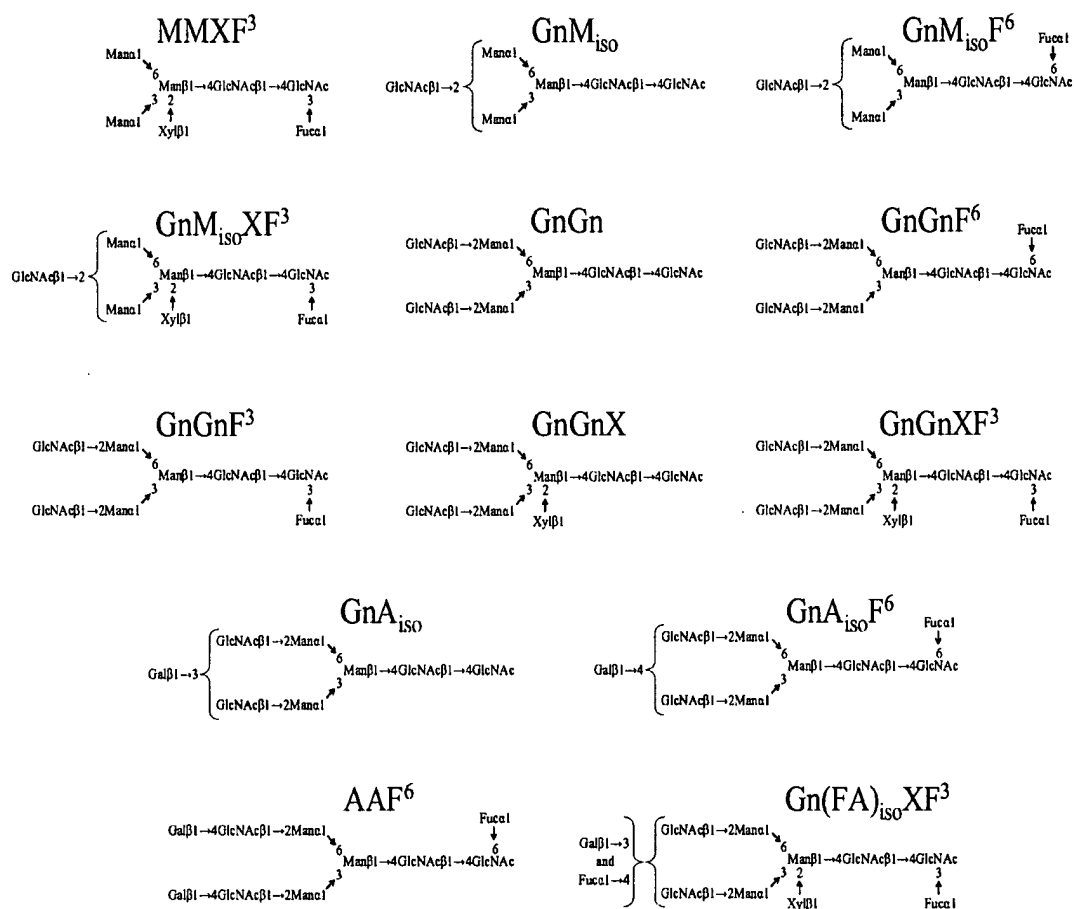 MMXF³
Manα1
6
Manβ1→4GlcNAcβ1→4GlcNAc
3 2 3
Manα1
Xylβ1
Fucα1
GnM_iso
Manα1
6
GlcNAcβ1→2
Manβ1→4GlcNAcβ1→4GlcNAc
3
Manα1
GnM_isoF⁶
Fucα1
Manα1
6 6
GlcNAcβ1→2
Manβ1→4GlcNAcβ1→4GlcNAc
3
Manα1
GnM_isoXF³
Manα1
6
GlcNAcβ1→2
Manβ1→4GlcNAcβ1→4GlcNAc
3 2 3
Manα1
Xylβ1
Fucα1
GnGn
GlcNAcβ1→2Manα1
6
Manβ1→4GlcNAcβ1→4GlcNAc
3
GlcNAcβ1→2Manα1
GnGnF⁶
Fucα1
GlcNAcβ1→2Manα1
6 6
Manβ1→4GlcNAcβ1→4GlcNAc
3
GlcNAcβ1→2Manα1
GnGnF³
GlcNAcβ1→2Manα1
6
Manβ1→4GlcNAcβ1→4GlcNAc
3 3
GlcNAcβ1→2Manα1
Fucα1
GnGnX
GlcNAcβ1→2Manα1
6
Manβ1→4GlcNAcβ1→4GlcNAc
3 2
GlcNAcβ1→2Manα1
Xylβ1
GnGnXF³
GlcNAcβ1→2Manα1
6
Manβ1→4GlcNAcβ1→4GlcNAc
3 2 3
GlcNAcβ1→2Manα1
Xylβ1
Fucα1
GnA_iso
GlcNAcβ1→2Manα1
6
Galβ1→3
Manβ1→4GlcNAcβ1→4GlcNAc
3
GlcNAcβ1→2Manα1
GnA_isoF⁶
Fucα1
GlcNAcβ1→2Manα1
6 6
Galβ1→4
Manβ1→4GlcNAcβ1→4GlcNAc
3
GlcNAcβ1→2Manα1
AAF⁶
Fucα1
Galβ1→4GlcNAcβ1→2Manα1
6 6
Manβ1→4GlcNAcβ1→4GlcNAc
3
Galβ1→4GlcNAcβ1→2Manα1
Gn(FA)_isoXF³
GlcNAcβ1→2Manα1
Galβ1→3
6
and
Manβ1→4GlcNAcβ1→4GlcNAc
Fucα1→4
3 2 3
GlcNAcβ1→2Manα1
Xylβ1
Fucα1